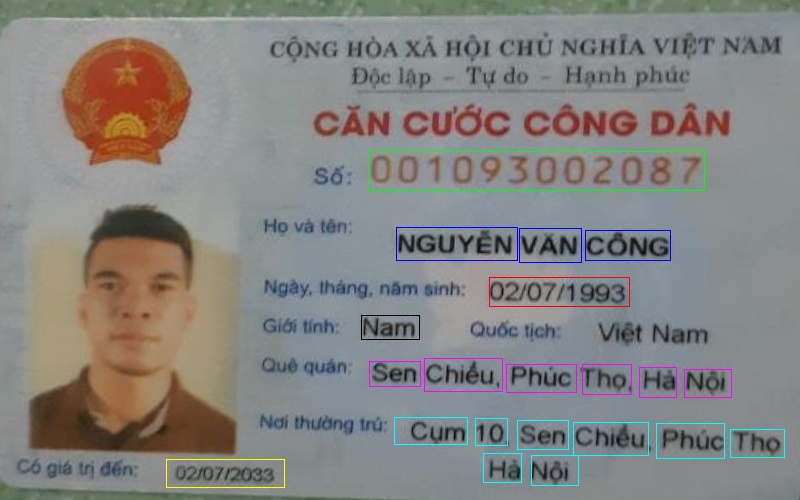 CỘNG HÒA XÃ HỘI CHỦ NGHĨA VIỆT NAM
Độc lập - Tự do - Hạnh phúc
CĂN CƯỚC CÔNG DÂN
Số: 001093002087
Họ và tên: NGUYỄN VĂN CÔNG
Ngày, tháng, năm sinh: 02/07/1993
Giới tính: Nam Quốc tịch: Việt Nam
Quê quán: Sen Chiểu, Phúc Thọ, Hà Nội
Nơi thường trú: Cụm 10, Sen Chiểu, Phúc Thọ
Hà Nội
Có giá trị đến: 02/07/2033